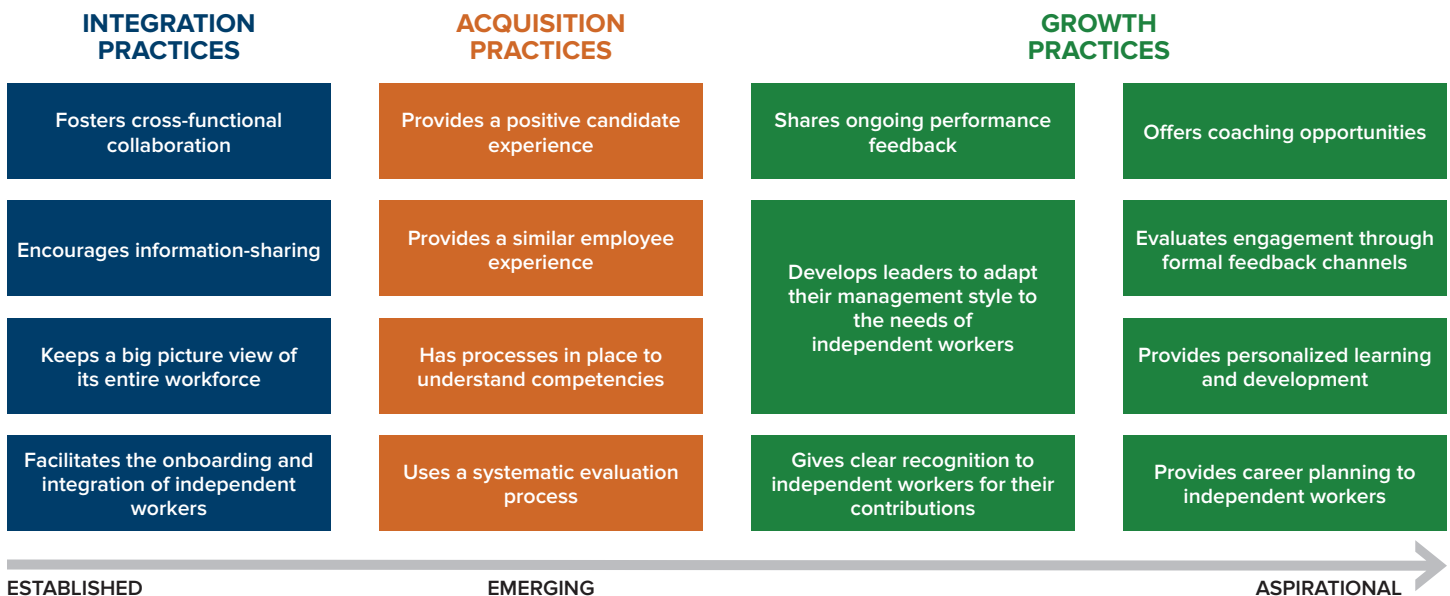 INTEGRATION
PRACTICES
Fosters cross-functional
collaboration
Encourages information-sharing
Keeps a big picture view of
its entire workforce
Facilitates the onboarding and
integration of independent
workers
ACQUISITION
PRACTICES
Provides a positive candidate
experience
Provides a similar employee
experience
Has processes in place to
understand competencies
Uses a systematic evaluation
process
GROWTH
PRACTICES
Shares ongoing performance
feedback
Develops leaders to adapt
their management style to
the needs of
independent workers
Gives clear recognition to
independent workers for their
contributions
Offers coaching opportunities
Evaluates engagement through
formal feedback channels
Provides personalized learning
and development
Provides career planning to
independent workers
ESTABLISHED
EMERGING
ASPIRATIONAL